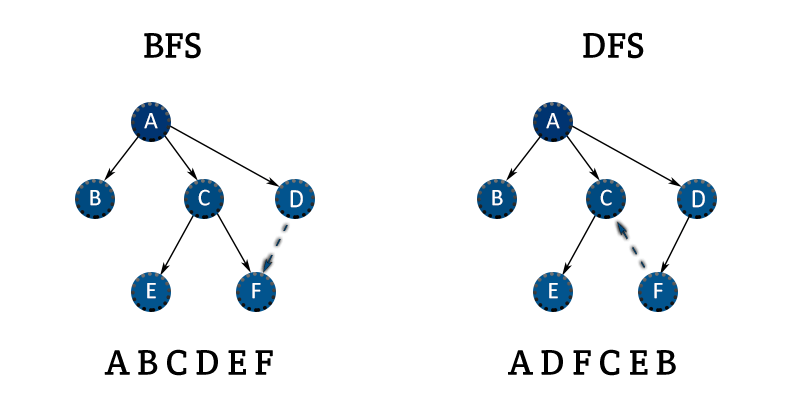 BFS
A
B C D
E F
A B C D E F
DFS
A
B C D
E F
A D F C E B